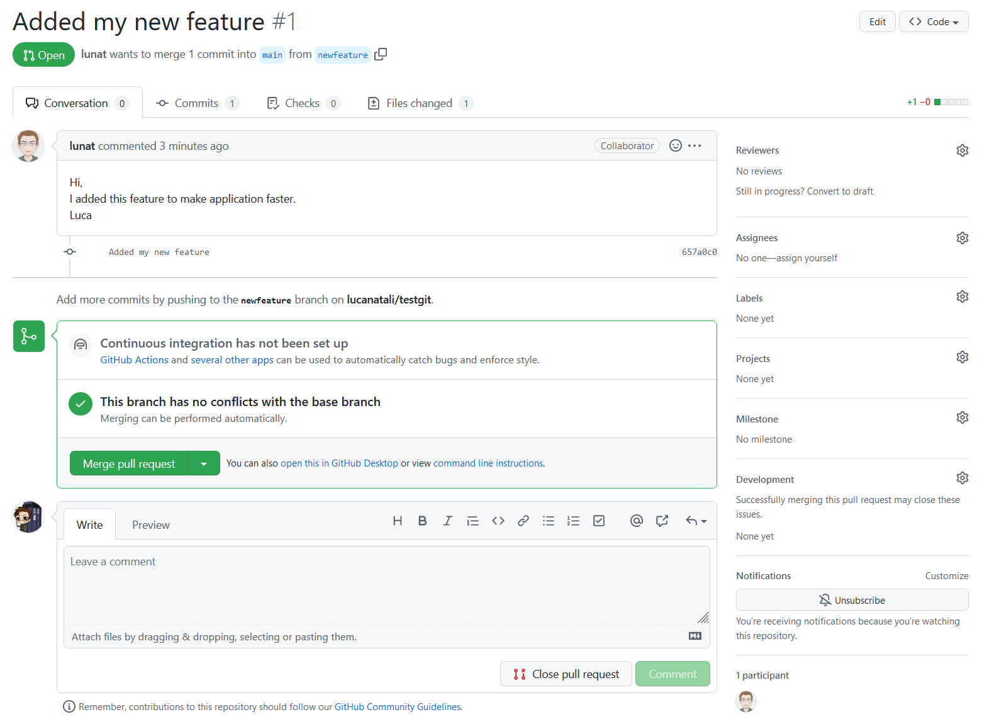 Added my new feature #1
Edit
Code
Open
lunat wants to merge 1 commit into main from newfeature
Conversation 0
Commits 1
Checks 0
Files changed 1
+1 −0
lunat commented 3 minutes ago
Collaborator
Hi,
I added this feature to make application faster.
Luca
Added my new feature
657a0c0
Add more commits by pushing to the newfeature branch on lucanatali/testgit.
Continuous integration has not been set up
GitHub Actions and several other apps can be used to automatically catch bugs and enforce style.
This branch has no conflicts with the base branch
Merging can be performed automatically.
Merge pull request
You can also open this in GitHub Desktop or view command line instructions.
Write
Preview
Leave a comment
Attach files by dragging & dropping, selecting or pasting them.
Close pull request
Comment
Remember, contributions to this repository should follow our GitHub Community Guidelines.
Reviewers
No reviews
Still in progress? Convert to draft
Assignees
No one—assign yourself
Labels
None yet
Projects
None yet
Milestone
No milestone
Development
Successfully merging this pull request may close these
issues.
None yet
Notifications
Customize
Unsubscribe
You're receiving notifications because you're watching
this repository.
1 participant